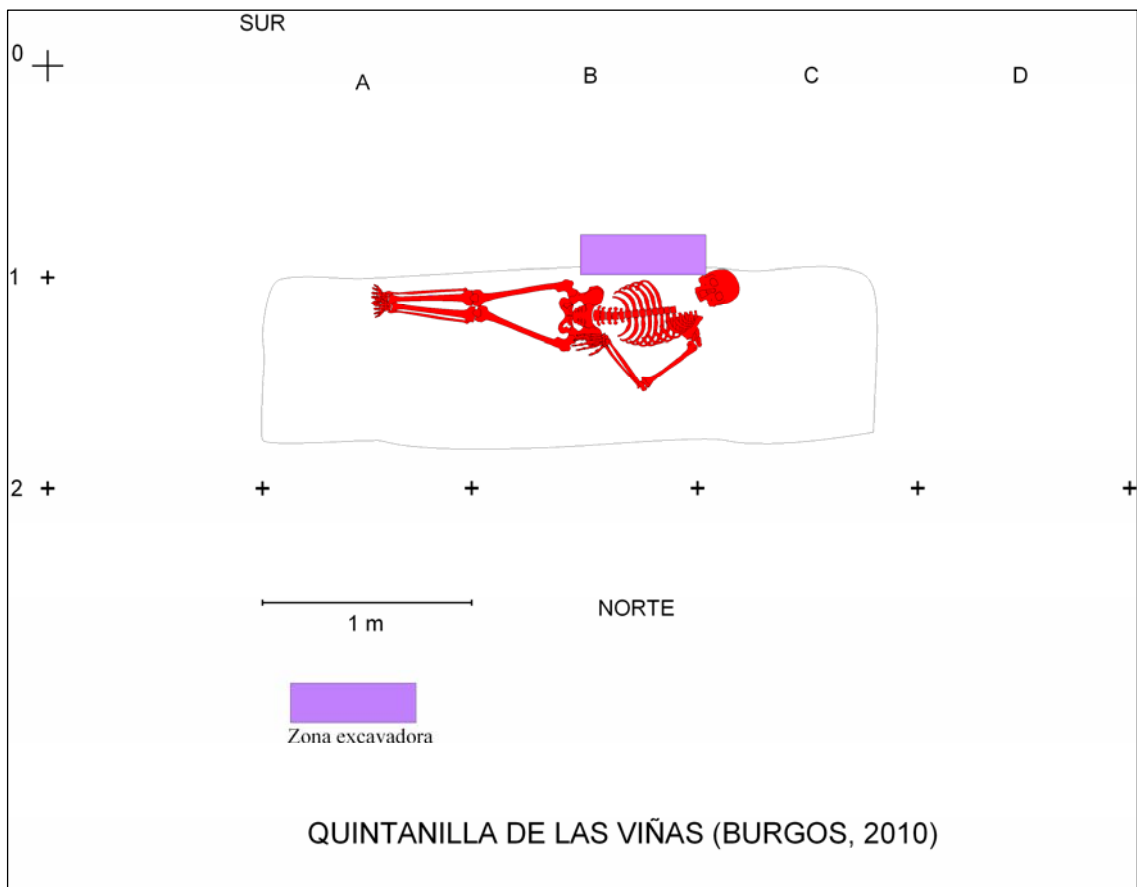 SUR
0
A
B
C
D
1
2
1 m
NORTE
Zona excavadora
QUINTANILLA DE LAS VIÑAS (BURGOS, 2010)